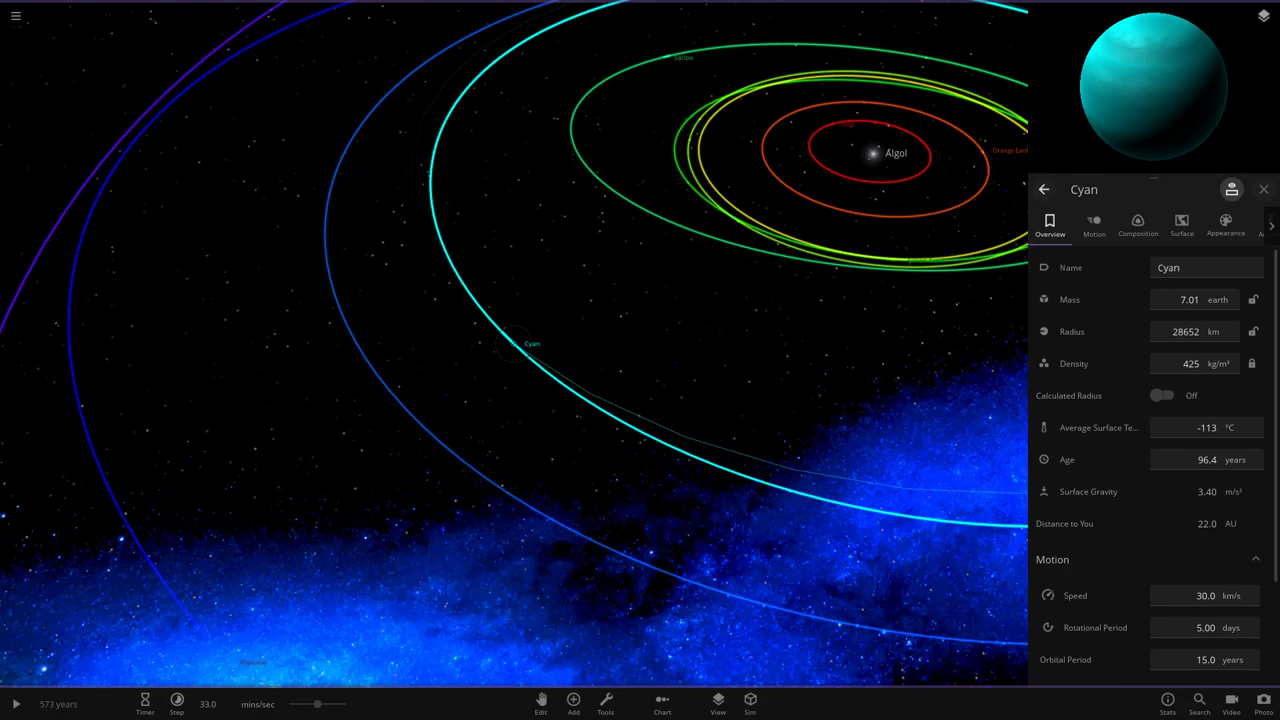 Satibe
Algol
Orange Eart
Cyan
Cyan
Overview
Motion
Composition
Surface
Appearance
Name
Cyan
Mass
7.01 earth
Radius
28652 km
Density
425 kg/m³
Calculated Radius
Off
Average Surface Te...
-113 °C
Age
96.4 years
Surface Gravity
3.40 m/s²
Distance to You
22.0 AU
Motion
Speed
30.0 km/s
Rotational Period
5.00 days
Orbital Period
15.0 years
573 years
Timer
Step
33.0 mins/sec
Edit
Add
Tools
Chart
View
Sim
Stats
Search
Video
Photo